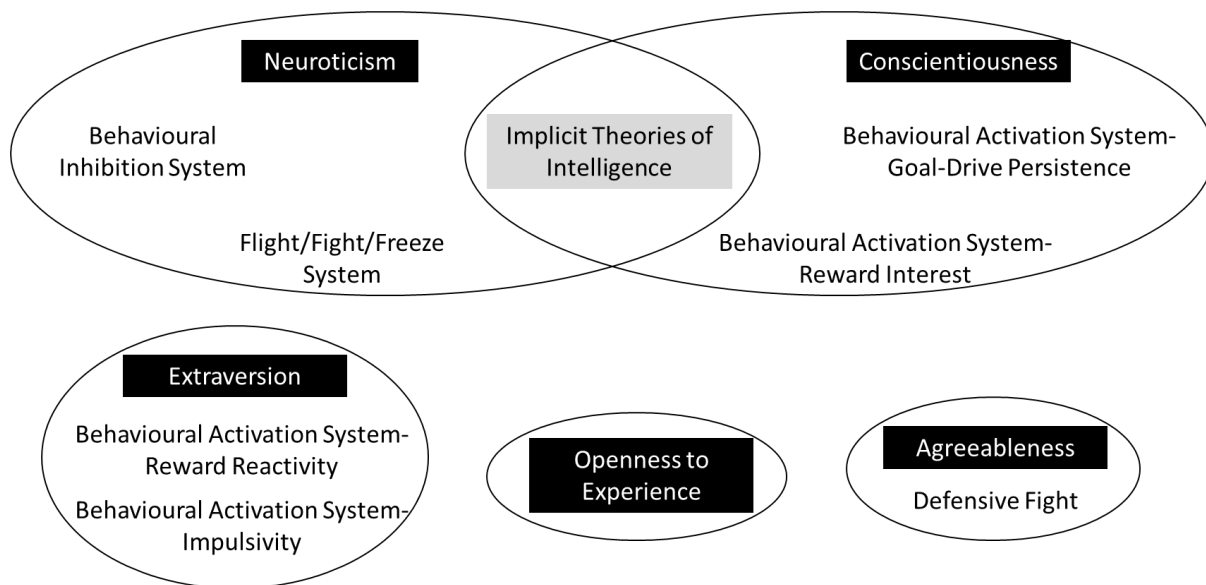 Neuroticism
Conscientiousness
Behavioural
Inhibition System
Implicit Theories of
Intelligence
Behavioural Activation System-
Goal-Drive Persistence
Flight/Fight/Freeze
System
Behavioural Activation System-
Reward Interest
Extraversion
Behavioural Activation System-
Reward Reactivity
Behavioural Activation System-
Impulsivity
Openness to
Experience
Agreeableness
Defensive Fight